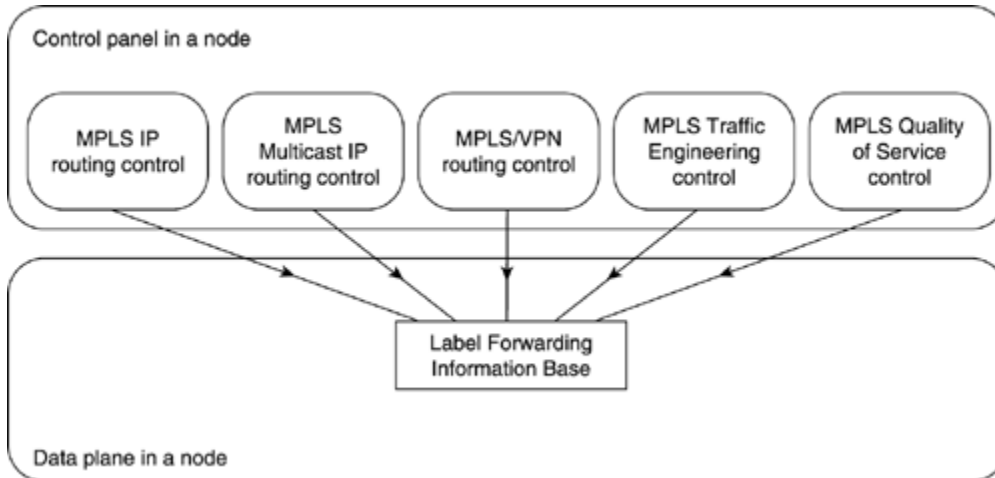 Control panel in a node
MPLS IP
routing control
MPLS
Multicast IP
routing control
MPLS/VPN
routing control
MPLS Traffic
Engineering
control
MPLS Quality
of Service
control
Label Forwarding
Information Base
Data plane in a node